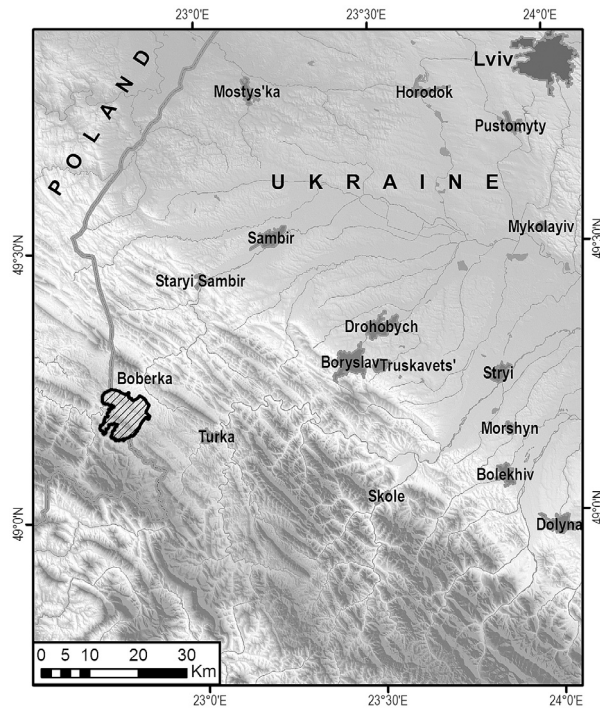 23°0'E 23°30'E 24°0'E
Lviv
POLAND
Mostys'ka Horodok
Pustomyty
UKRAINE
Mykolayiv
Sambir
49°30'N 49°30'N
Staryi Sambir
Drohobych
Boryslav Truskavets'
Stryi
Boberka
Morshyn
Turka
Bolekhiv
Skole
49°0'N 49°0'N
Dolyna
0 5 10 20 30
Km
23°0'E 23°30'E 24°0'E